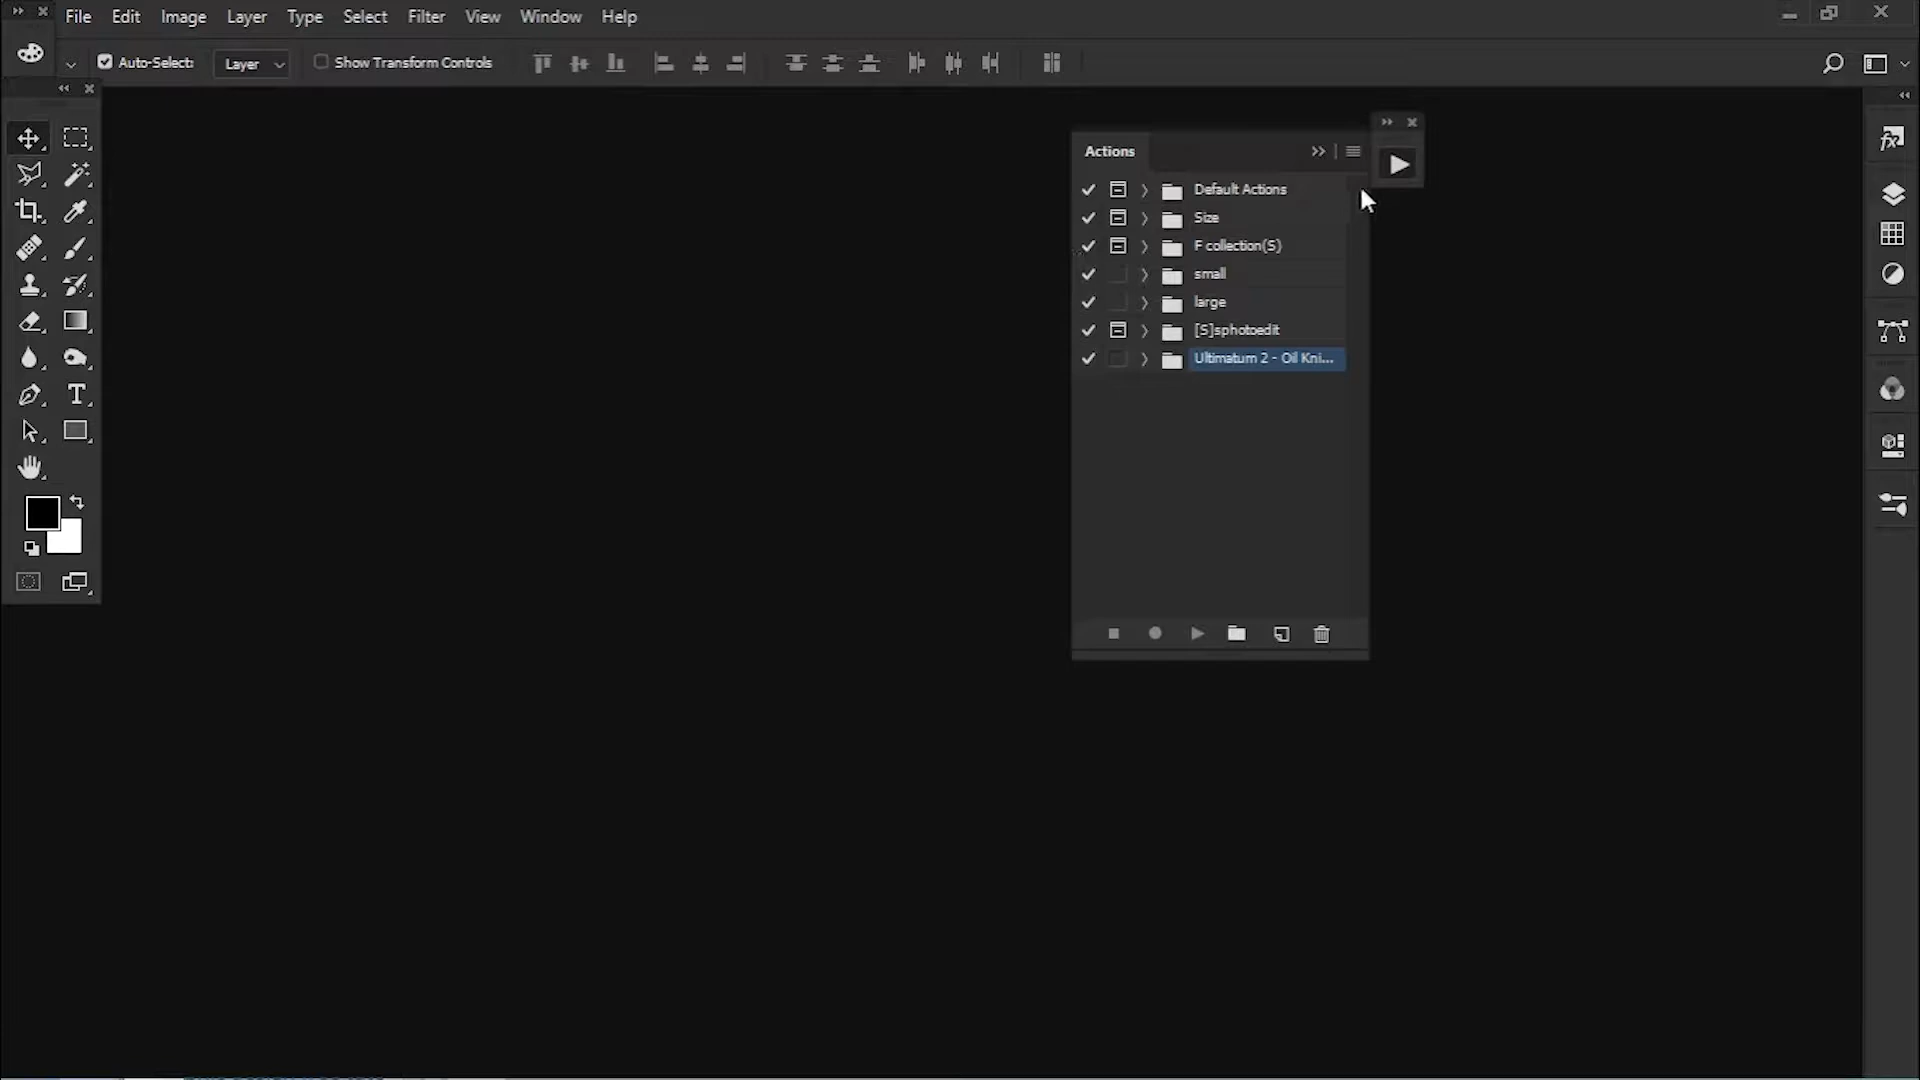 File Edit Image Layer Type Select Filter View Window Help
Auto-Select: Layer Show Transform Controls
Actions
Default Actions
Size
F collection(S)
small
large
[S]sphotoedit
Ultimatum 2 - Oil Kni...